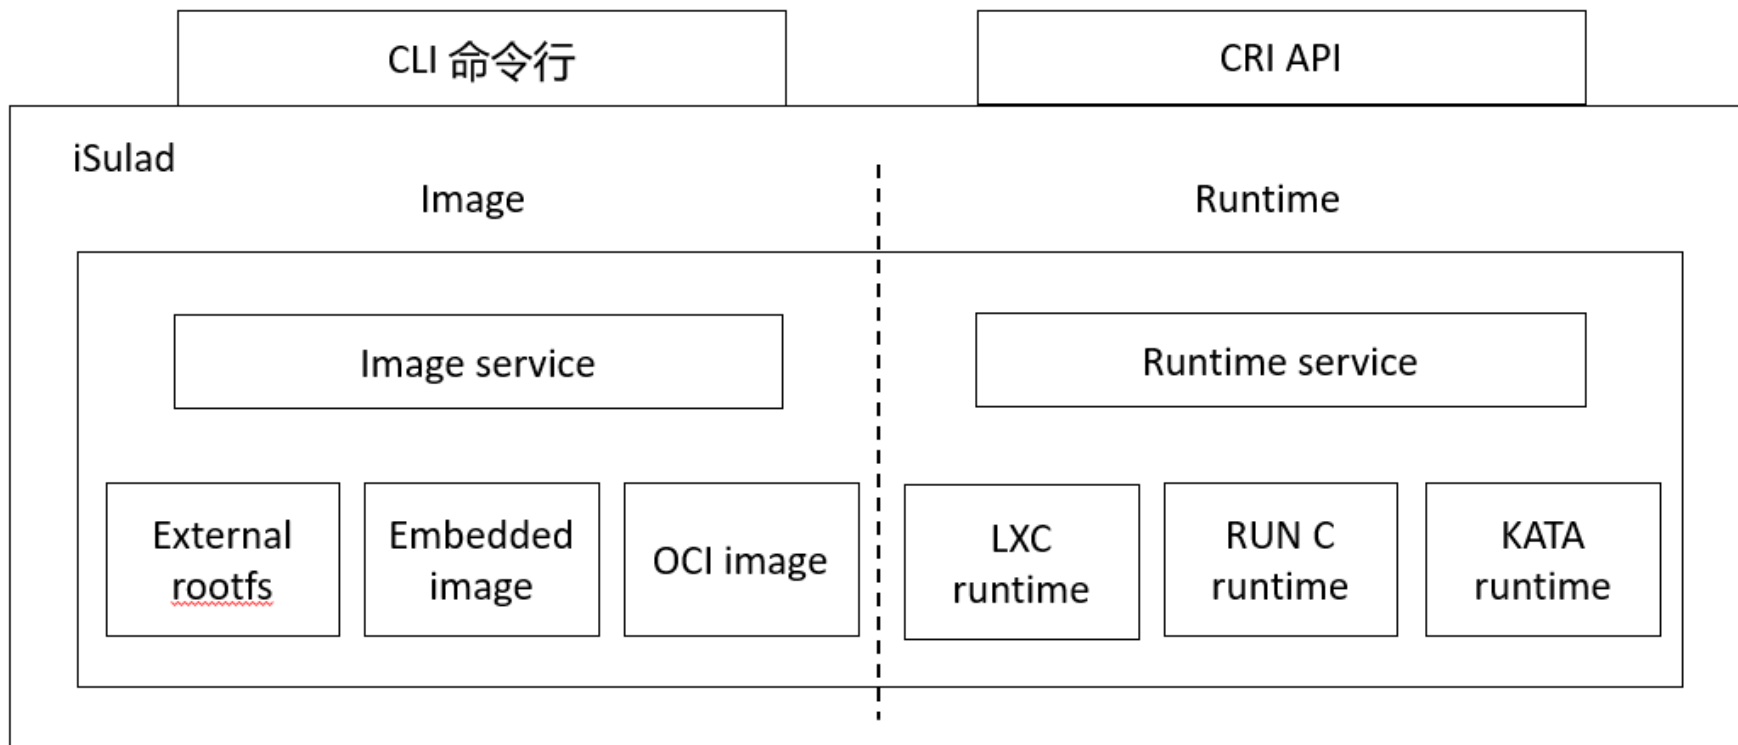 CLI 命令行
CRI API
iSulad
Image
Runtime
Image service
Runtime service
External
rootfs
Embedded
image
OCI image
LXC
runtime
RUN C
runtime
KATA
runtime